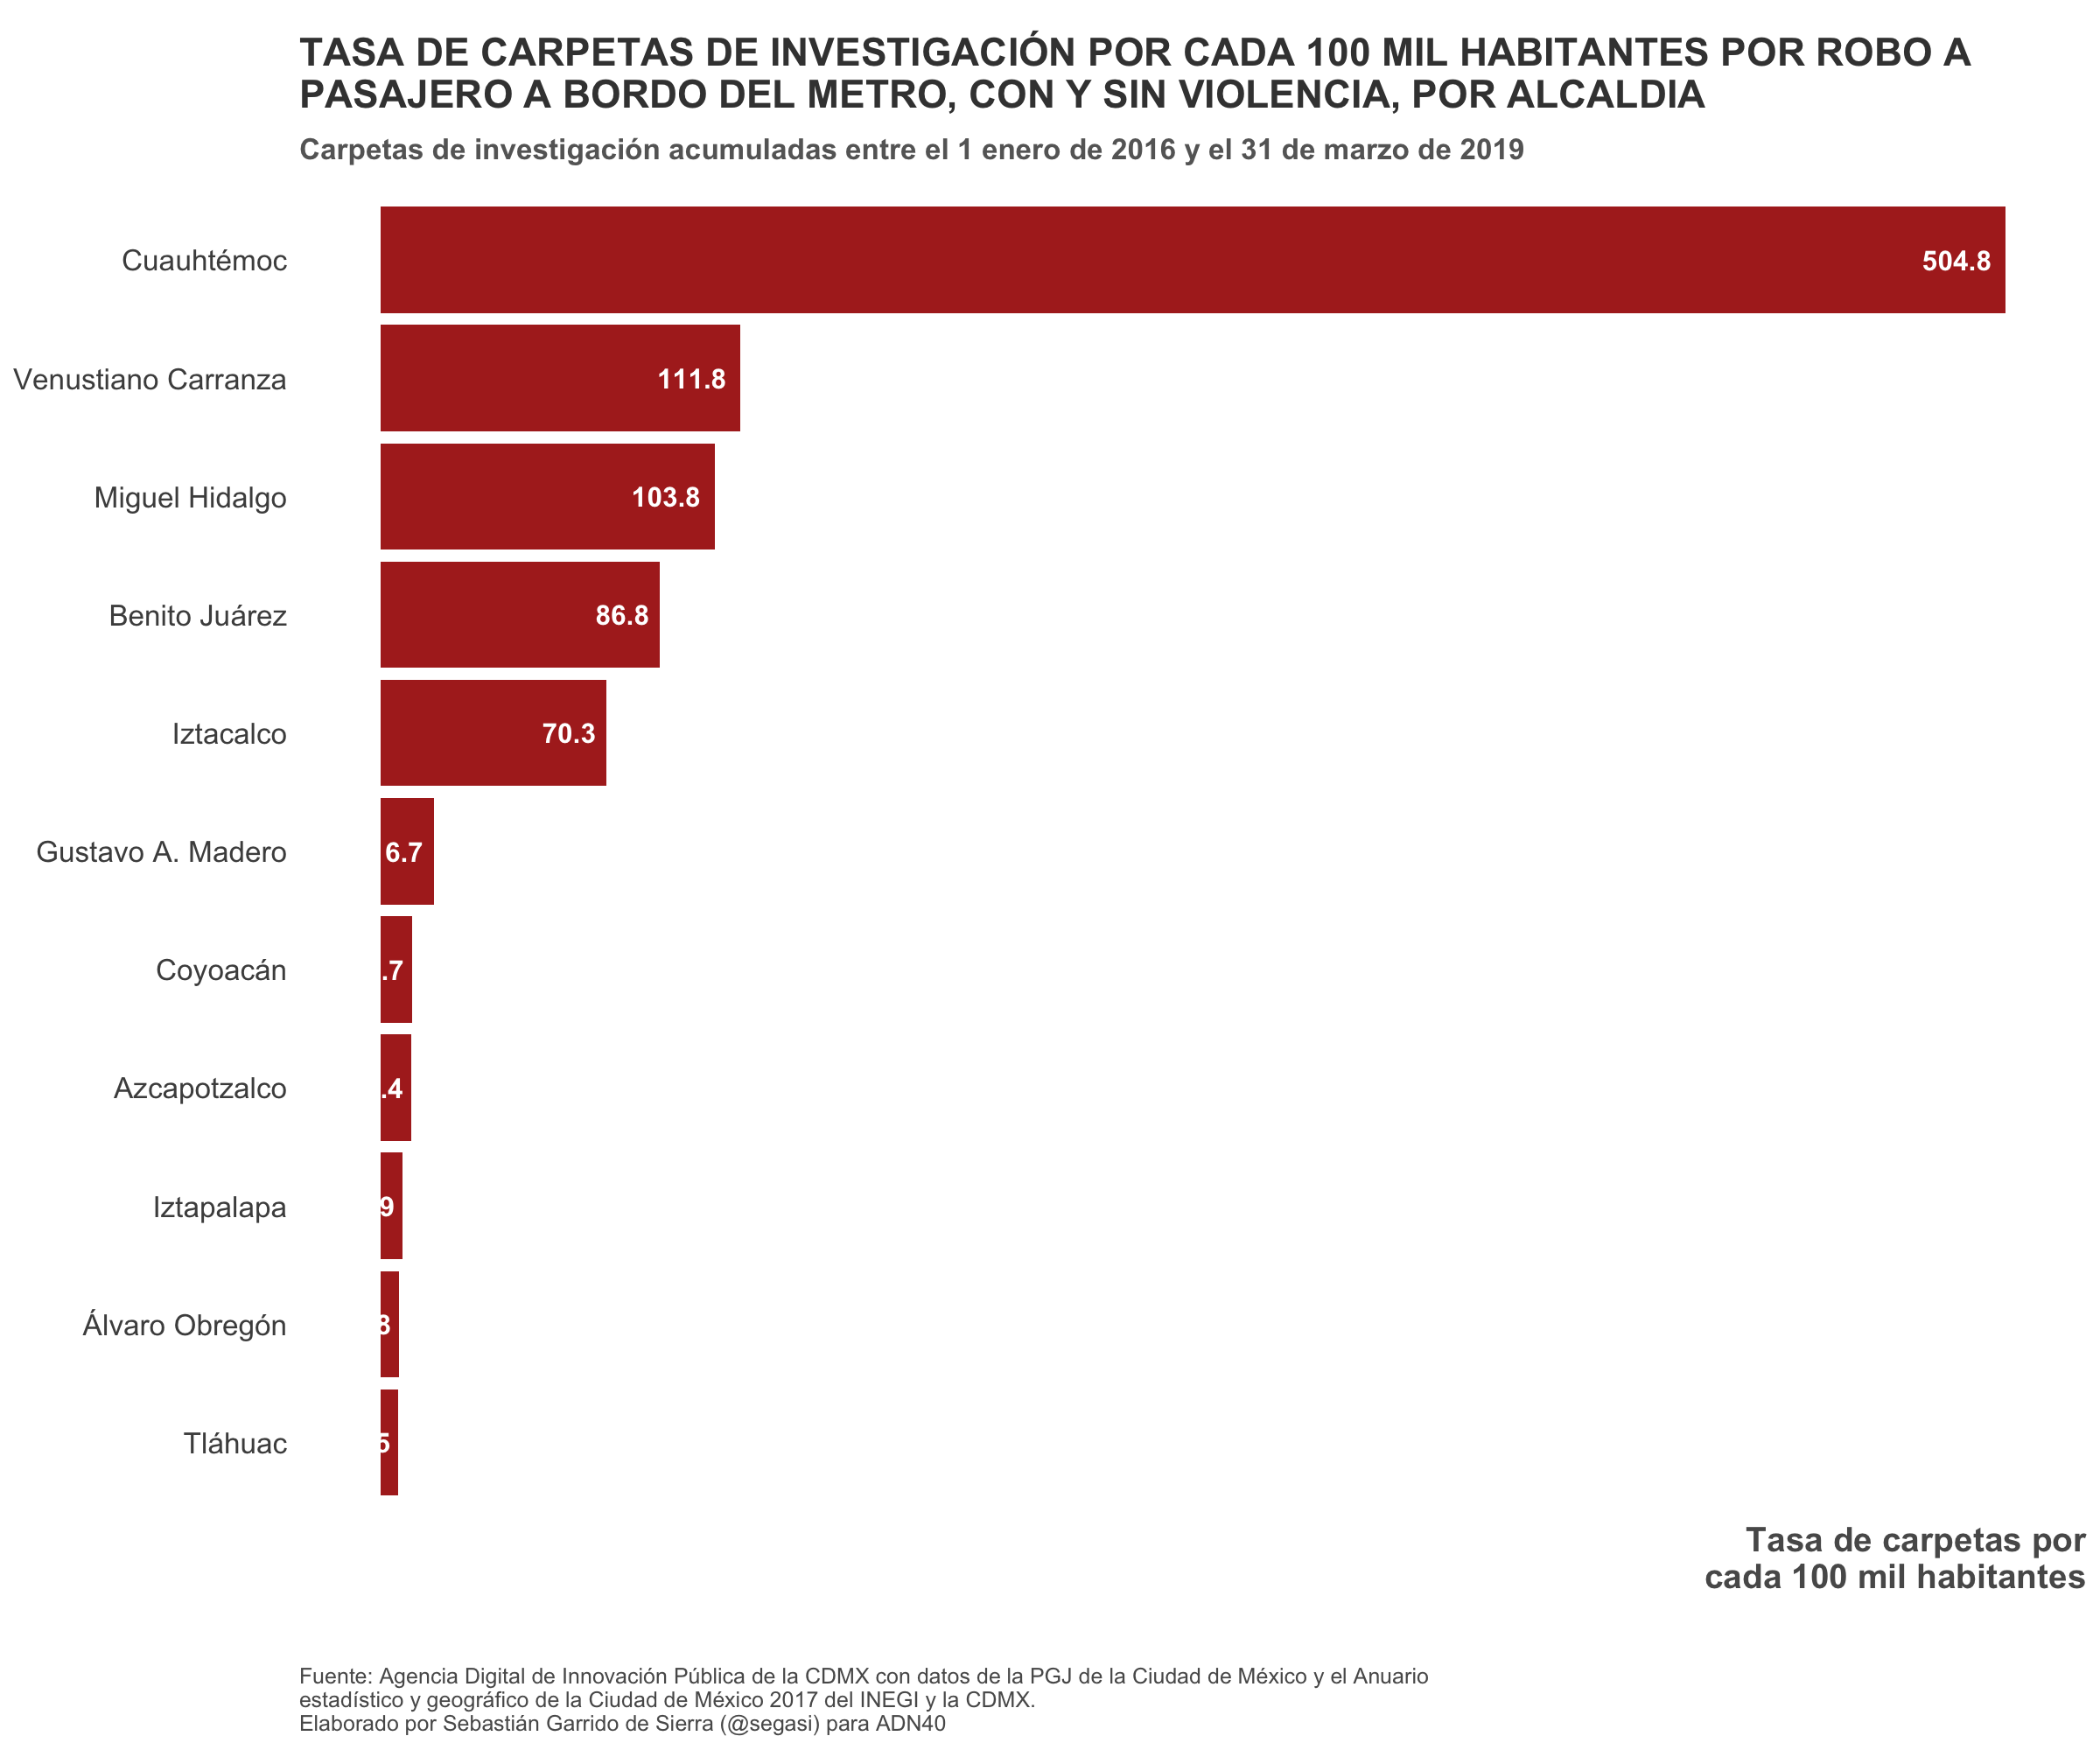 TASA DE CARPETAS DE INVESTIGACIÓN POR CADA 100 MIL HABITANTES POR ROBO A
PASAJERO A BORDO DEL METRO, CON Y SIN VIOLENCIA, POR ALCALDIA
Carpetas de investigación acumuladas entre el 1 enero de 2016 y el 31 de marzo de 2019
Cuauhtémoc 504.8
Venustiano Carranza 111.8
Miguel Hidalgo 103.8
Benito Juárez 86.8
Iztacalco 70.3
Gustavo A. Madero 6.7
Coyoacán .7
Azcapotzalco .4
Iztapalapa 9
Álvaro Obregón 8
Tláhuac 5
Tasa de carpetas por
cada 100 mil habitantes
Fuente: Agencia Digital de Innovación Pública de la CDMX con datos de la PGJ de la Ciudad de México y el Anuario
estadístico y geográfico de la Ciudad de México 2017 del INEGI y la CDMX.
Elaborado por Sebastián Garrido de Sierra (@segasi) para ADN40